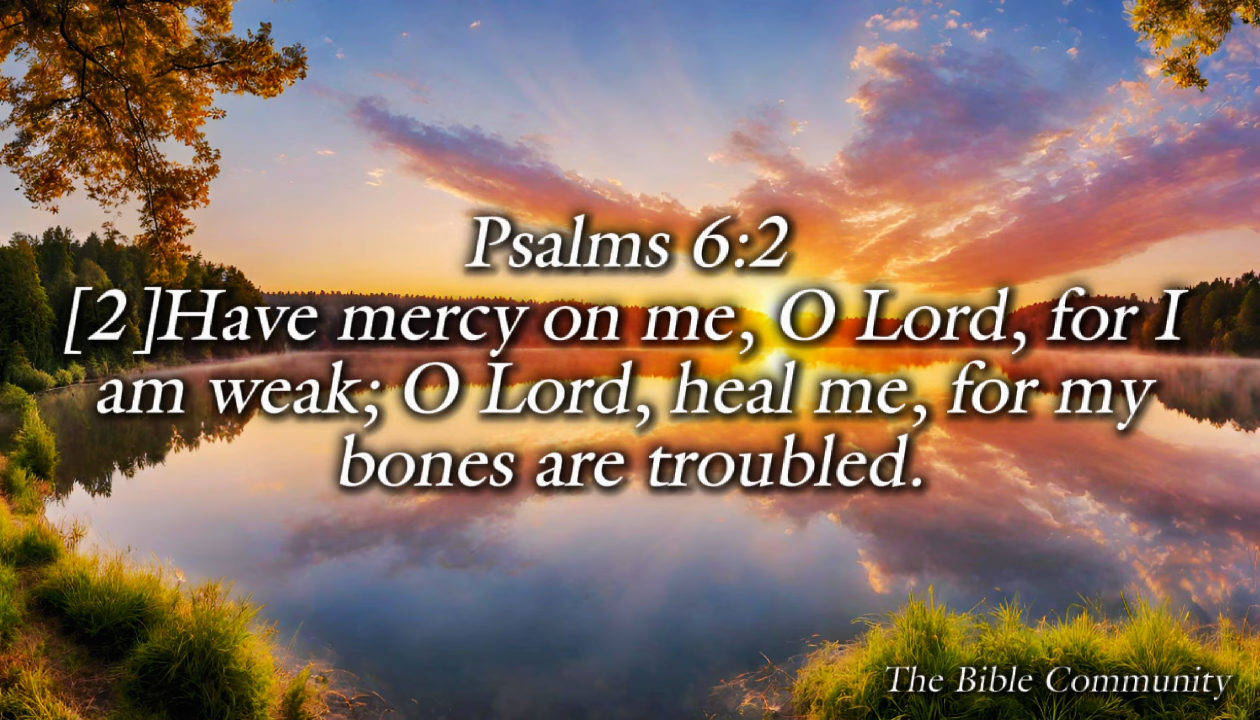 Psalms 6:2
[2]Have mercy on me, O Lord, for I
am weak; O Lord, heal me, for my
bones are troubled.
The Bible Community